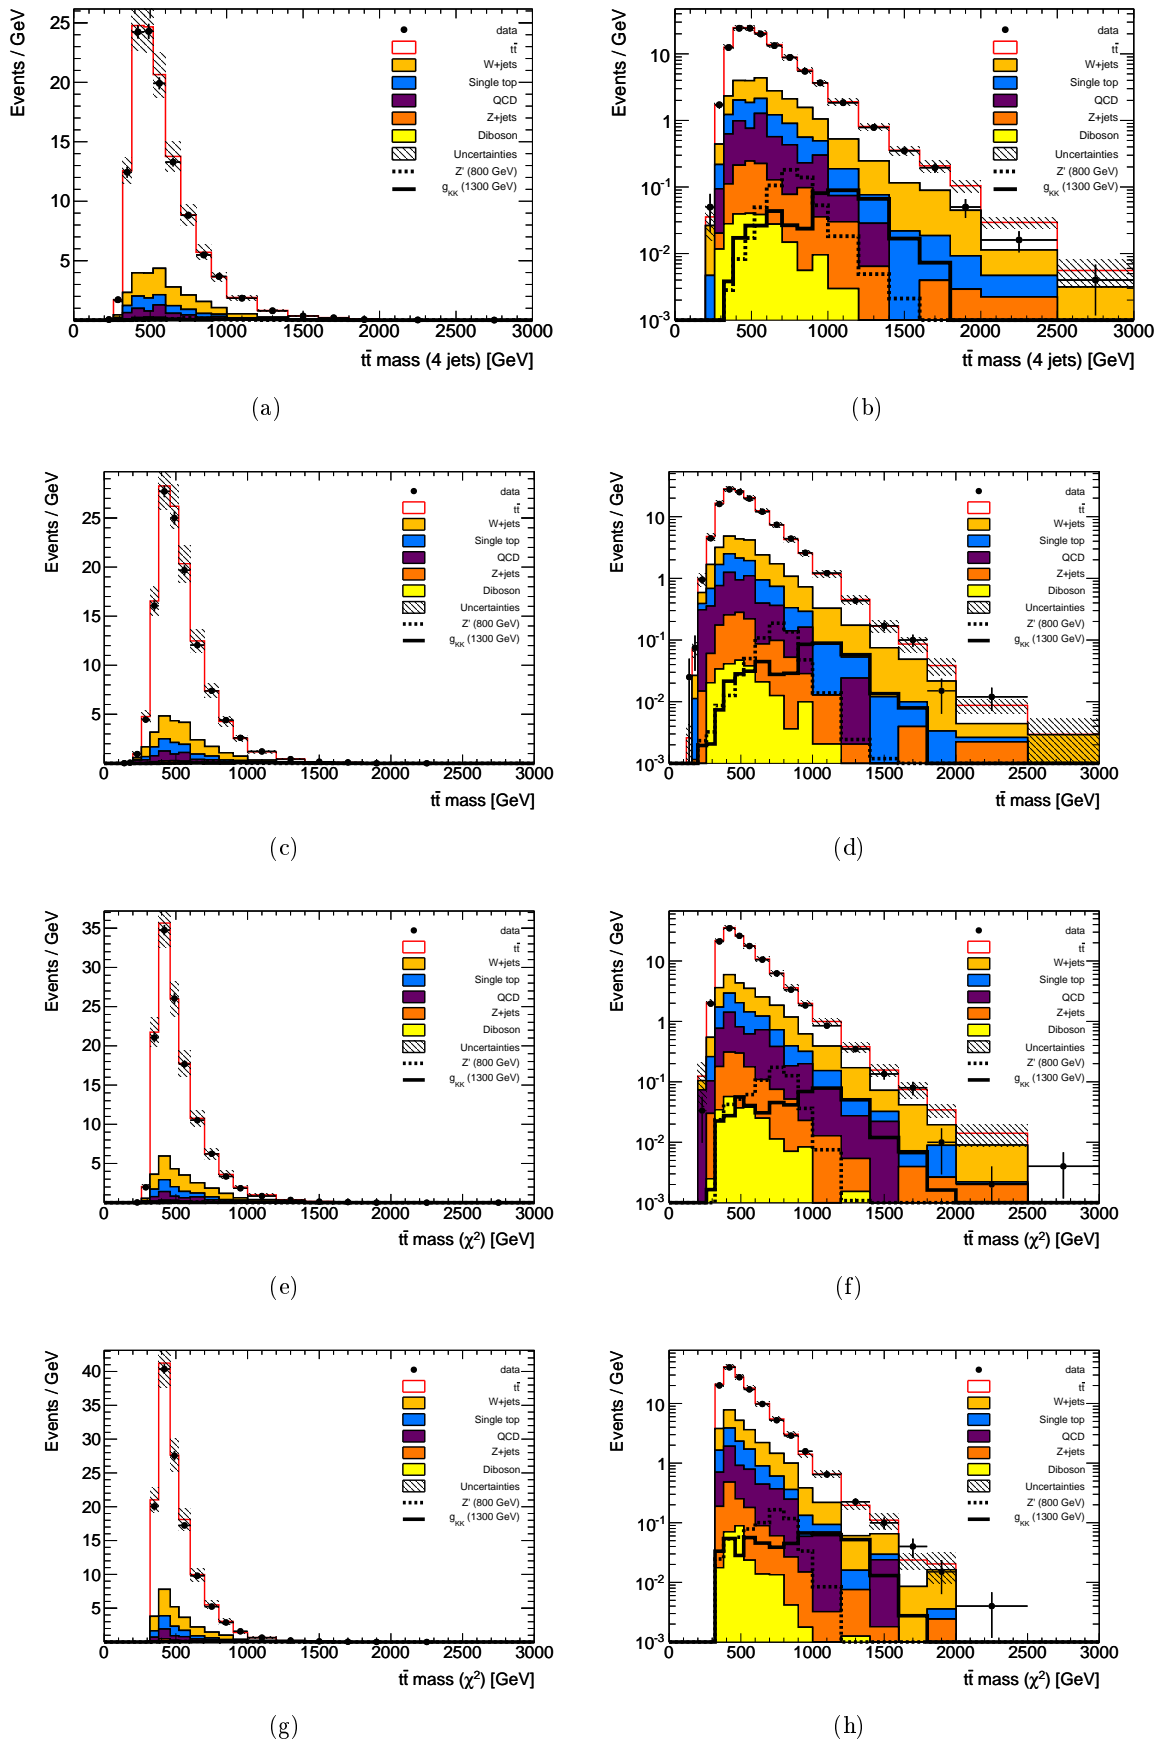 Events / GeV
25
20
15
10
5
0 500 1000 1500 2000 2500 3000
tt̄ mass (4 jets) [GeV]
data
tt̄
W+jets
Single top
QCD
Z+jets
Diboson
Uncertainties
Z' (800 GeV)
g_KK (1300 GeV)
(a)
Events / GeV
10
1
10⁻¹
10⁻²
10⁻³
0 500 1000 1500 2000 2500 3000
tt̄ mass (4 jets) [GeV]
data
tt̄
W+jets
Single top
QCD
Z+jets
Diboson
Uncertainties
Z' (800 GeV)
g_KK (1300 GeV)
(b)
Events / GeV
25
20
15
10
5
0 500 1000 1500 2000 2500 3000
tt̄ mass [GeV]
data
tt̄
W+jets
Single top
QCD
Z+jets
Diboson
Uncertainties
Z' (800 GeV)
g_KK (1300 GeV)
(c)
Events / GeV
10
1
10⁻¹
10⁻²
10⁻³
0 500 1000 1500 2000 2500 3000
tt̄ mass [GeV]
data
tt̄
W+jets
Single top
QCD
Z+jets
Diboson
Uncertainties
Z' (800 GeV)
g_KK (1300 GeV)
(d)
Events / GeV
35
30
25
20
15
10
5
0 500 1000 1500 2000 2500 3000
tt̄ mass (χ²) [GeV]
data
tt̄
W+jets
Single top
QCD
Z+jets
Diboson
Uncertainties
Z' (800 GeV)
g_KK (1300 GeV)
(e)
Events / GeV
10
1
10⁻¹
10⁻²
10⁻³
0 500 1000 1500 2000 2500 3000
tt̄ mass (χ²) [GeV]
data
tt̄
W+jets
Single top
QCD
Z+jets
Diboson
Uncertainties
Z' (800 GeV)
g_KK (1300 GeV)
(f)
Events / GeV
40
35
30
25
20
15
10
5
0 500 1000 1500 2000 2500 3000
tt̄ mass (χ²) [GeV]
data
tt̄
W+jets
Single top
QCD
Z+jets
Diboson
Uncertainties
Z' (800 GeV)
g_KK (1300 GeV)
(g)
Events / GeV
10
1
10⁻¹
10⁻²
10⁻³
0 500 1000 1500 2000 2500 3000
tt̄ mass (χ²) [GeV]
data
tt̄
W+jets
Single top
QCD
Z+jets
Diboson
Uncertainties
Z' (800 GeV)
g_KK (1300 GeV)
(h)